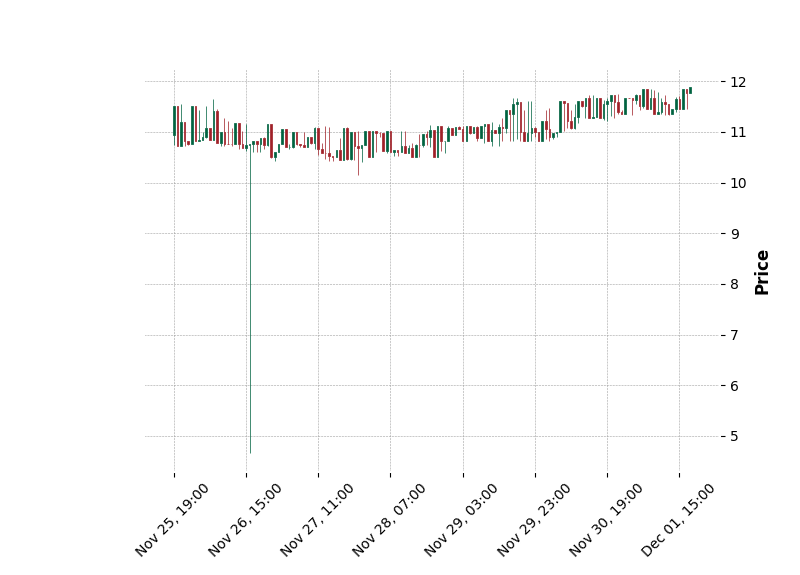 12
11
10
9
8
7
6
5
Price
Nov 25, 19:00
Nov 26, 15:00
Nov 27, 11:00
Nov 28, 07:00
Nov 29, 03:00
Nov 29, 23:00
Nov 30, 19:00
Dec 01, 15:00